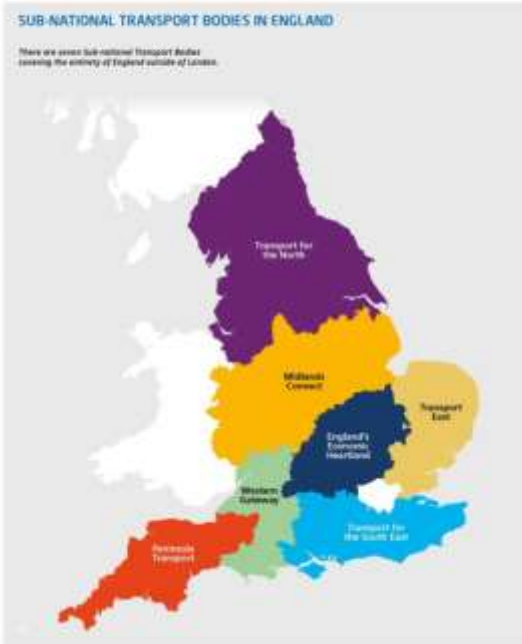 SUB-NATIONAL TRANSPORT BODIES IN ENGLAND
There are seven Sub-national Transport Bodies
covering the entirety of England outside of London.
Transport for
the North
Midlands
Connect
Transport
East
England's
Economic
Heartland
Western
Gateway
Transport for
the South East
Peninsula
Transport